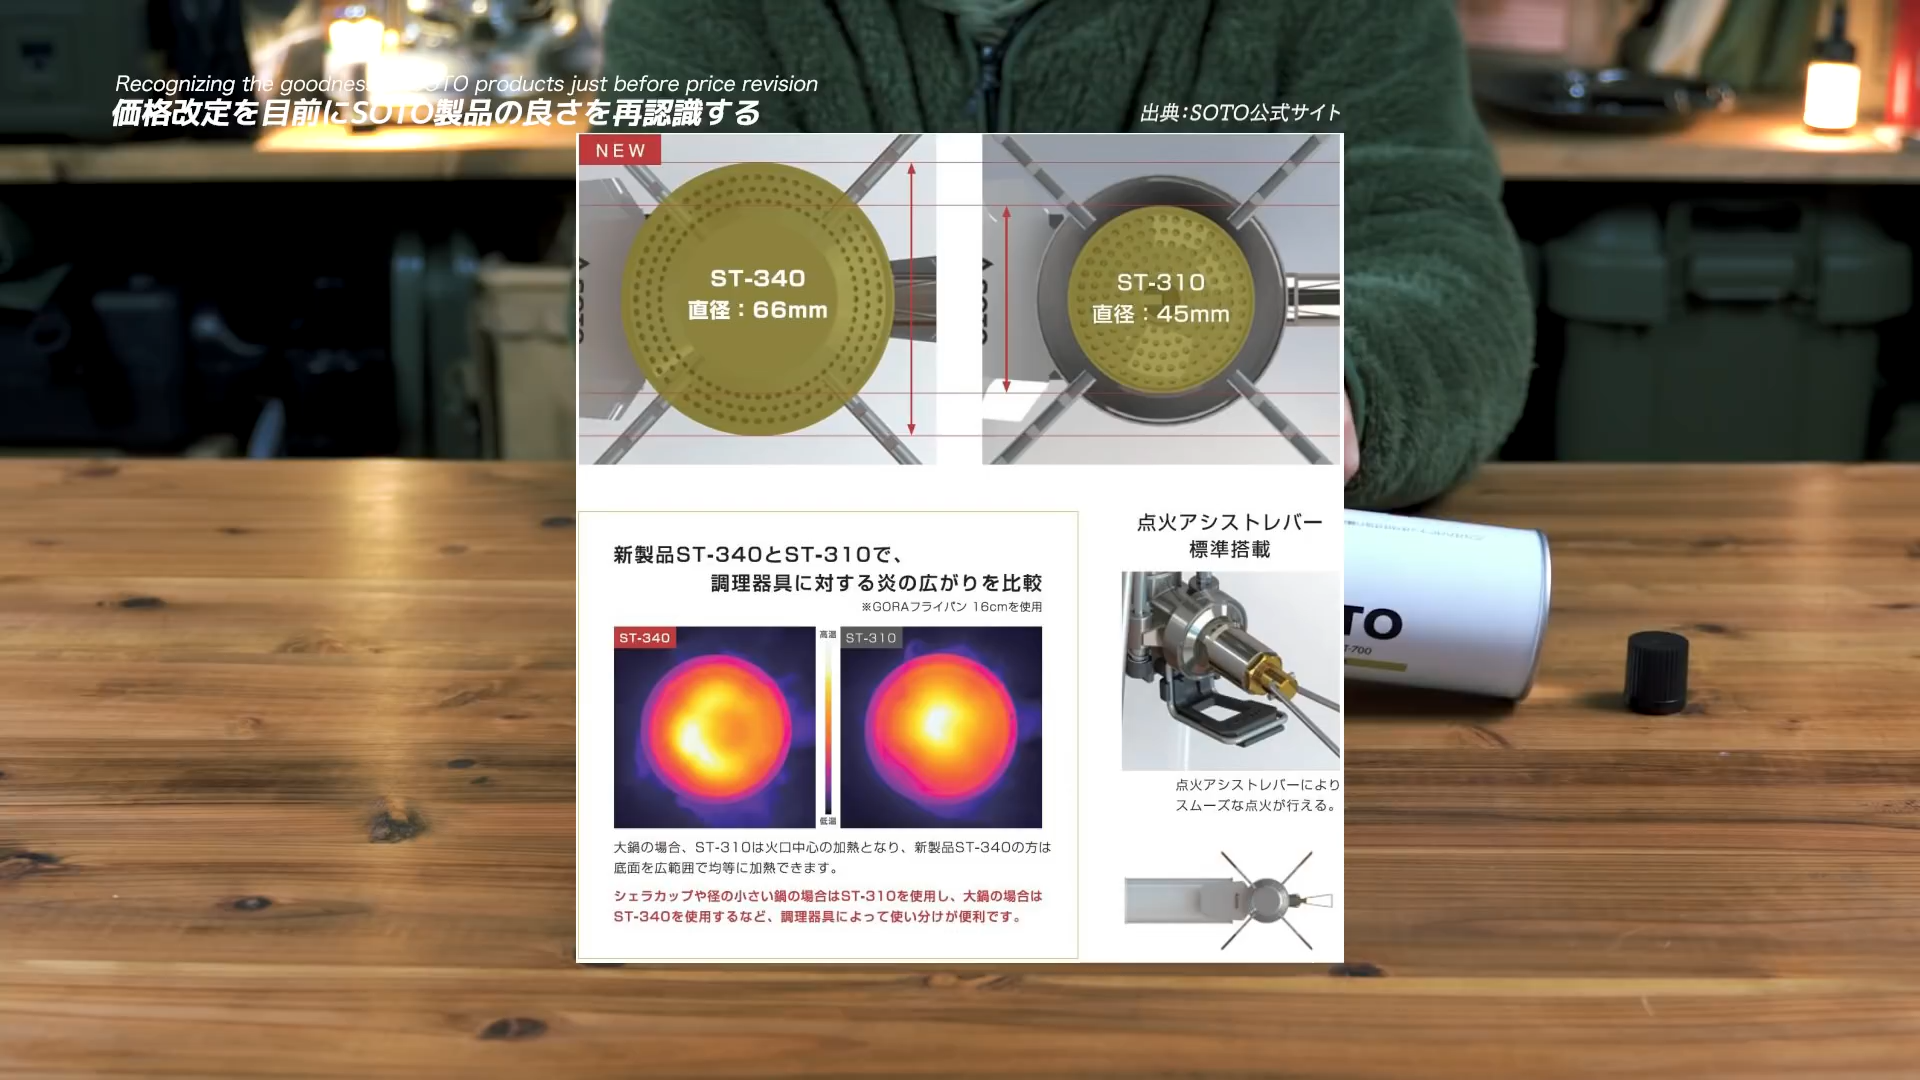 Recognizing the goodness of SOTO products just before price revision
価格改定を目前にSOTO製品の良さを再認識する
出典:SOTO公式サイト
NEW
ST-340
直径:66mm
ST-310
直径:45mm
新製品ST-340とST-310で、
調理器具に対する炎の広がりを比較
※GORAフライパン 16cmを使用
ST-340
高温
ST-310
低温
大鍋の場合、ST-310は火口中心の加熱となり、新製品ST-340の方は
底面を広範囲で均等に加熱できます。
シェラカップや径の小さい鍋の場合はST-310を使用し、大鍋の場合は
ST-340を使用するなど、調理器具によって使い分けが便利です。
点火アシストレバー
標準搭載
点火アシストレバーにより
スムーズな点火が行える。
TO
T-700